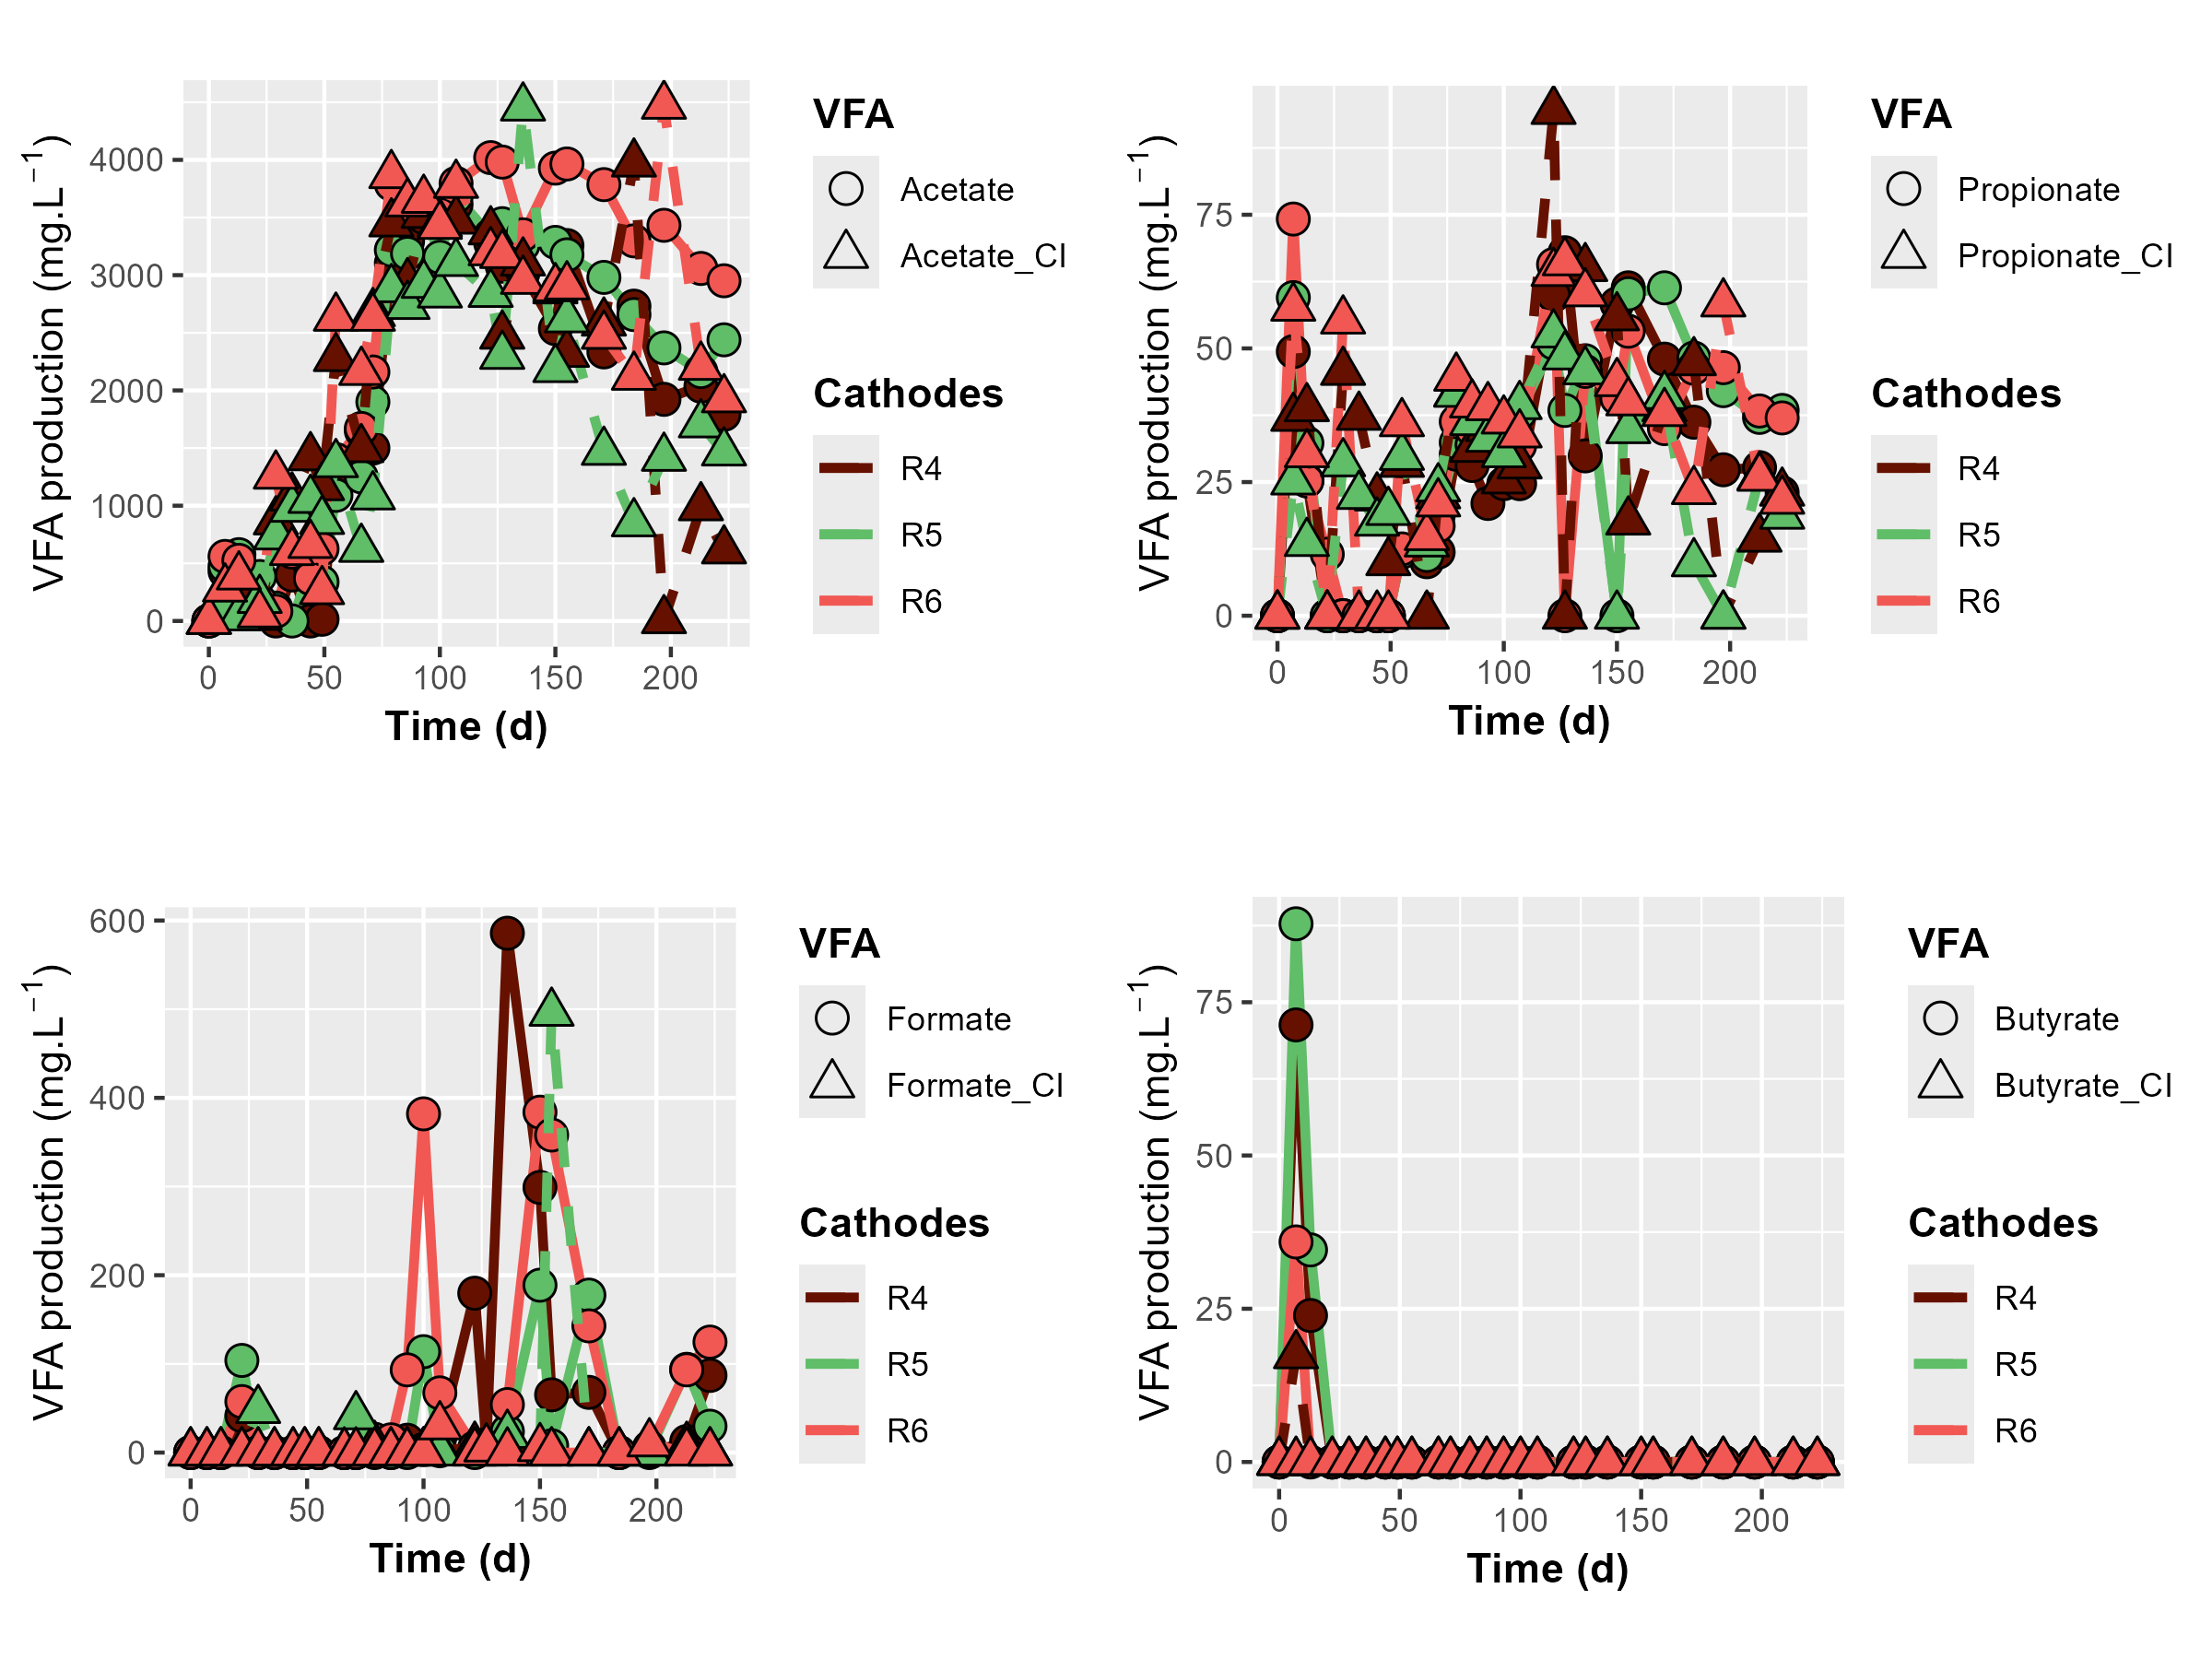 VFA production (mg.L⁻¹)
4000
3000
2000
1000
0
0 50 100 150 200
Time (d)
VFA
Acetate
Acetate_Cl
Cathodes
R4
R5
R6
VFA production (mg.L⁻¹)
75
50
25
0
0 50 100 150 200
Time (d)
VFA
Propionate
Propionate_Cl
Cathodes
R4
R5
R6
VFA production (mg.L⁻¹)
600
400
200
0
0 50 100 150 200
Time (d)
VFA
Formate
Formate_Cl
Cathodes
R4
R5
R6
VFA production (mg.L⁻¹)
75
50
25
0
0 50 100 150 200
Time (d)
VFA
Butyrate
Butyrate_Cl
Cathodes
R4
R5
R6